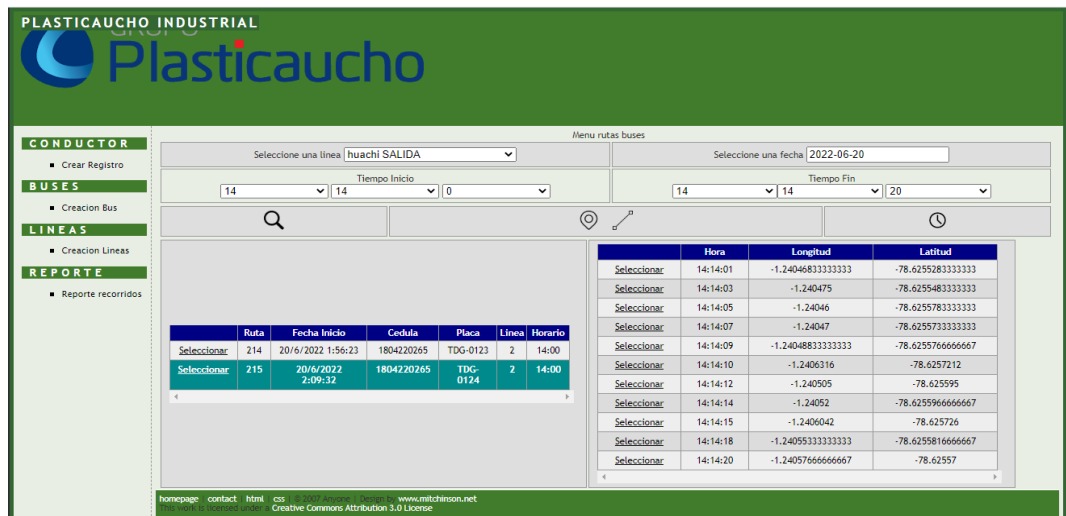 PLASTICAUCHO INDUSTRIAL
GRUPO
Plasticaucho
CONDUCTOR
Crear Registro
BUSES
Creacion Bus
LINEAS
Creacion Lineas
REPORTE
Reporte recorridos
Menu rutas buses
Seleccione una linea huachi SALIDA
Seleccione una fecha 2022-06-20
Tiempo Inicio
14 14 0
Tiempo Fin
14 14 20
Ruta Fecha Inicio Cedula Placa Linea Horario
Seleccionar 214 20/6/2022 1:56:23 1804220265 TDG-0123 2 14:00
Seleccionar 215 20/6/2022 2:09:32 1804220265 TDG-0124 2 14:00
Hora Longitud Latitud
Seleccionar 14:14:01 -1.24046833333333 -78.6255283333333
Seleccionar 14:14:03 -1.240475 -78.6255483333333
Seleccionar 14:14:05 -1.24046 -78.6255783333333
Seleccionar 14:14:07 -1.24047 -78.6255733333333
Seleccionar 14:14:09 -1.24048833333333 -78.6255766666667
Seleccionar 14:14:10 -1.2406316 -78.6257212
Seleccionar 14:14:12 -1.240505 -78.625595
Seleccionar 14:14:14 -1.24052 -78.6255966666667
Seleccionar 14:14:15 -1.2406042 -78.625726
Seleccionar 14:14:18 -1.24055333333333 -78.6255816666667
Seleccionar 14:14:20 -1.24057666666667 -78.62557
homepage | contact | html | css | © 2007 Anyone | Design by www.mitchinson.net
This work is licensed under a Creative Commons Attribution 3.0 License